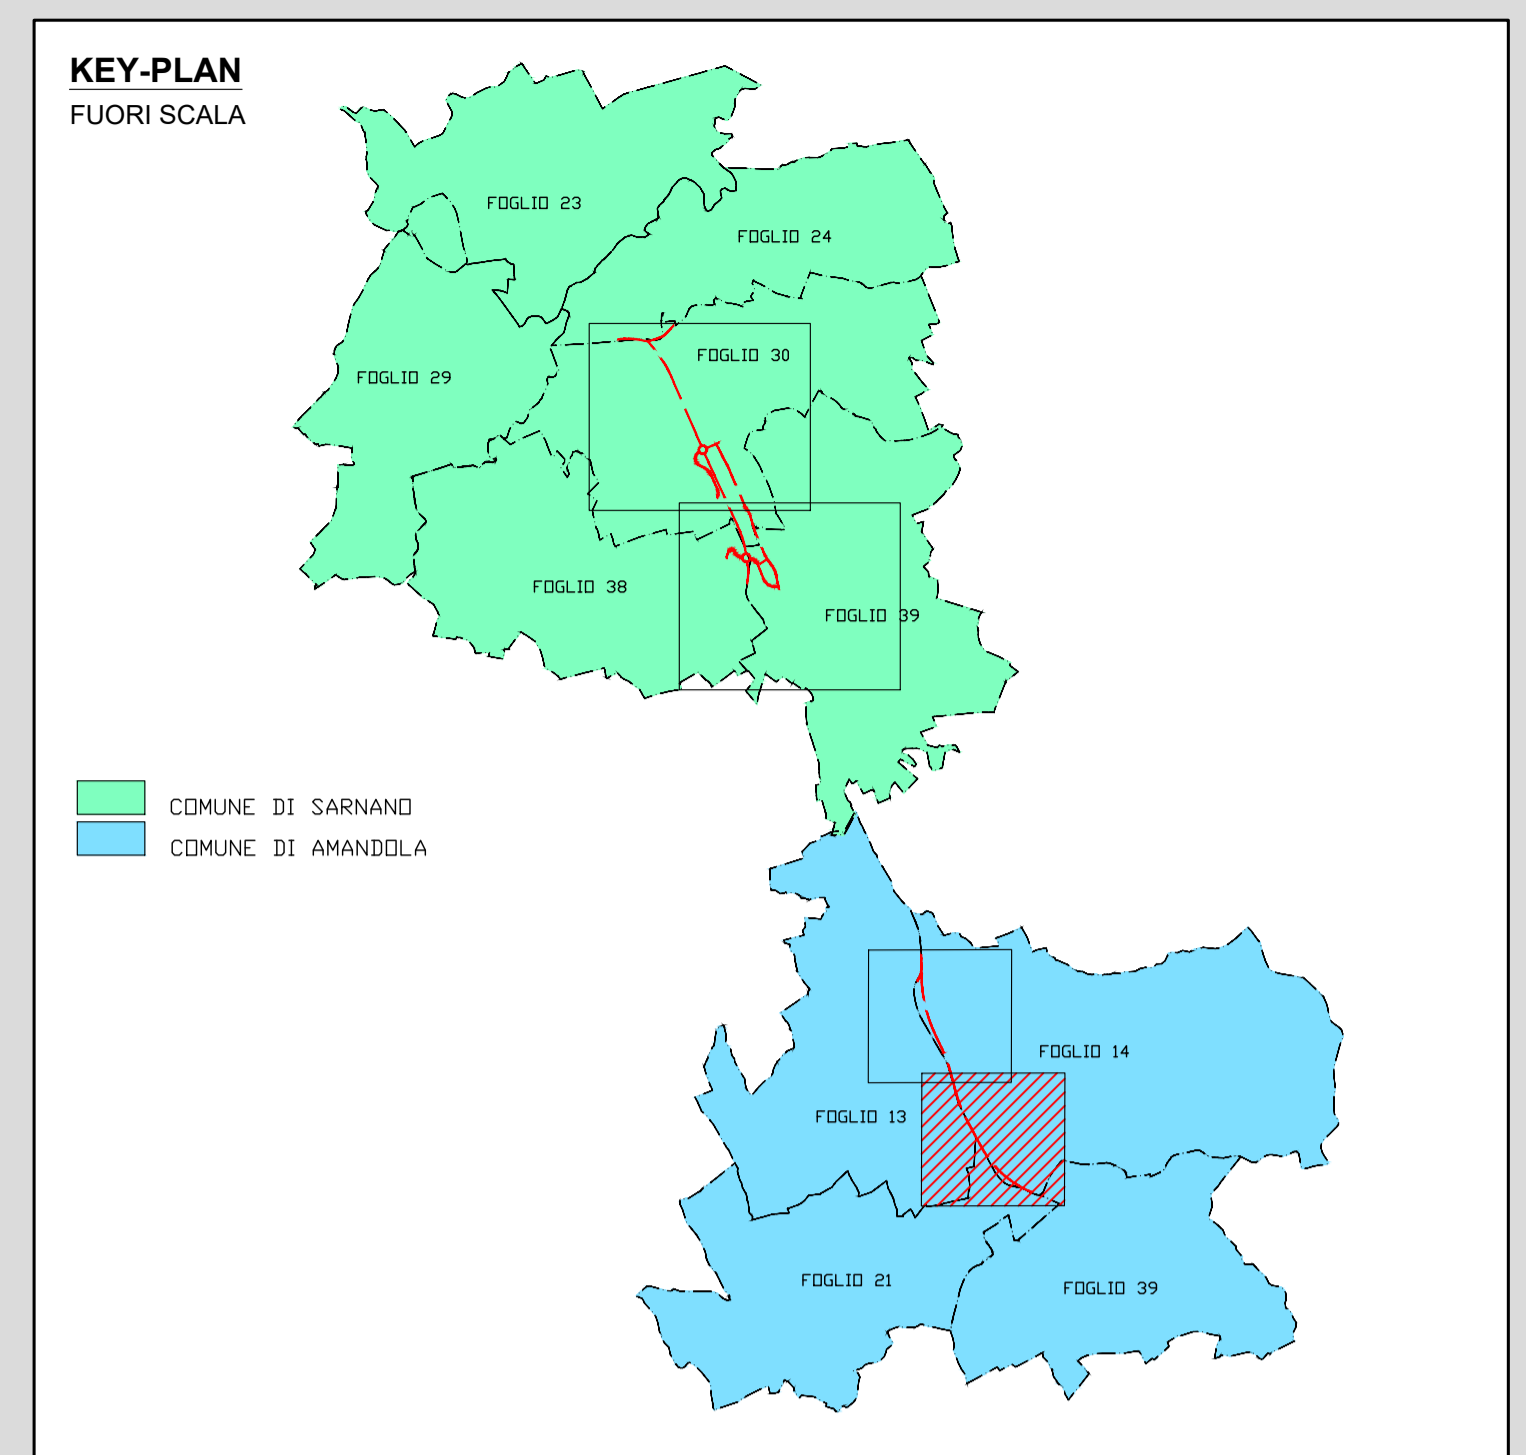 KEY-PLAN
FUORI SCALA
FOGLIO 23
FOGLIO 24
FOGLIO 30
FOGLIO 29
FOGLIO 38
FOGLIO 39
COMUNE DI SARNANO
COMUNE DI AMANDOLA
FOGLIO 14
FOGLIO 13
FOGLIO 21
FOGLIO 39